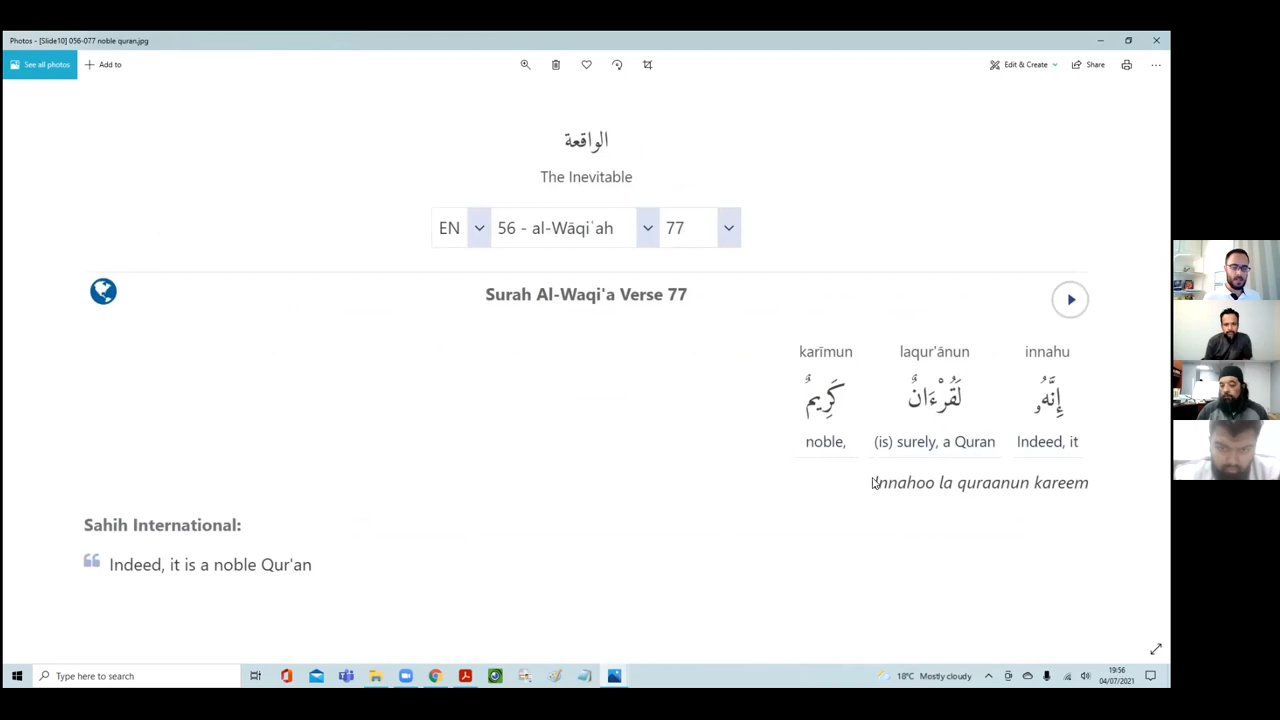 Photos - [Slide10] 056-077 noble quran.jpg
See all photos
Add to
Edit & Create
Share
الواقعة
The Inevitable
EN 56 - al-Wāqiʿah 77
Surah Al-Waqi'a Verse 77
karīmun laqur'ānun innahu
إِنَّهُۥ لَقُرْءَانٌ كَرِيمٌ
noble, (is) surely, a Quran Indeed, it
Innahoo la quraanun kareem
Sahih International:
Indeed, it is a noble Qur'an
Type here to search
18°C Mostly cloudy
19:56
04/07/2021